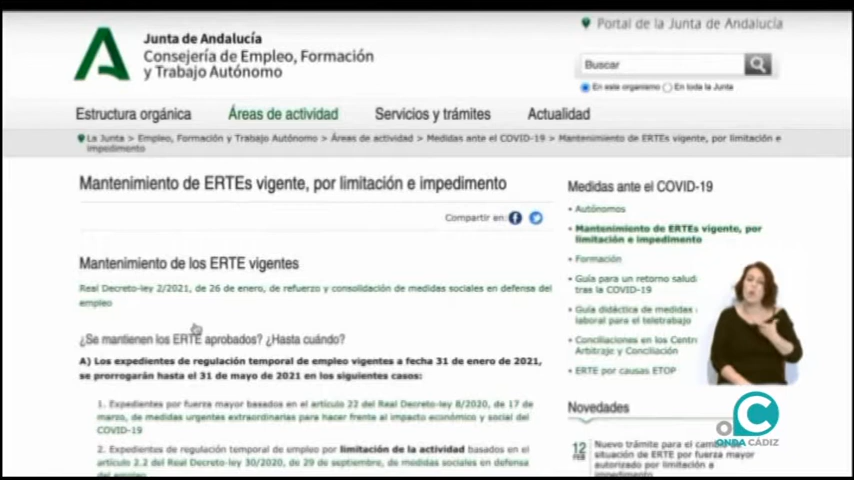 Junta de Andalucía
Consejería de Empleo, Formación
y Trabajo Autónomo
Portal de la Junta de Andalucía
Buscar
En este organismo
En toda la Junta
Estructura orgánica
Áreas de actividad
Servicios y trámites
Actualidad
La Junta > Empleo, Formación y Trabajo Autónomo > Áreas de actividad > Medidas ante el COVID-19 > Mantenimiento de ERTEs vigente, por limitación e
impedimento
Mantenimiento de ERTEs vigente, por limitación e impedimento
Compartir en:
Mantenimiento de los ERTE vigentes
Real Decreto-ley 2/2021, de 26 de enero, de refuerzo y consolidación de medidas sociales en defensa del
empleo
¿Se mantienen los ERTE aprobados? ¿Hasta cuándo?
A) Los expedientes de regulación temporal de empleo vigentes a fecha 31 de enero de 2021,
se prorrogarán hasta el 31 de mayo de 2021 en los siguientes casos:
1. Expedientes por fuerza mayor basados en el artículo 22 del Real Decreto-ley 8/2020, de 17 de
marzo, de medidas urgentes extraordinarias para hacer frente al impacto económico y social del
COVID-19
2. Expedientes de regulación temporal de empleo por limitación de la actividad basados en el
artículo 2.2 del Real Decreto-ley 30/2020, de 29 de septiembre, de medidas sociales en defensa del
empleo
Medidas ante el COVID-19
• Autónomos
• Mantenimiento de ERTEs vigente, por
limitación e impedimento
• Formación
• Guía para un retorno saluda
tras la COVID-19
• Guía didáctica de medidas
laboral para el teletrabajo
• Conciliaciones en los Centr
Arbitraje y Conciliación
• ERTE por causas ETOP
Novedades
12
FEB
Nuevo trámite para el cambio de
situación de ERTE por fuerza mayor
autorizado por limitación a
impedimento
ONDA CÁDIZ